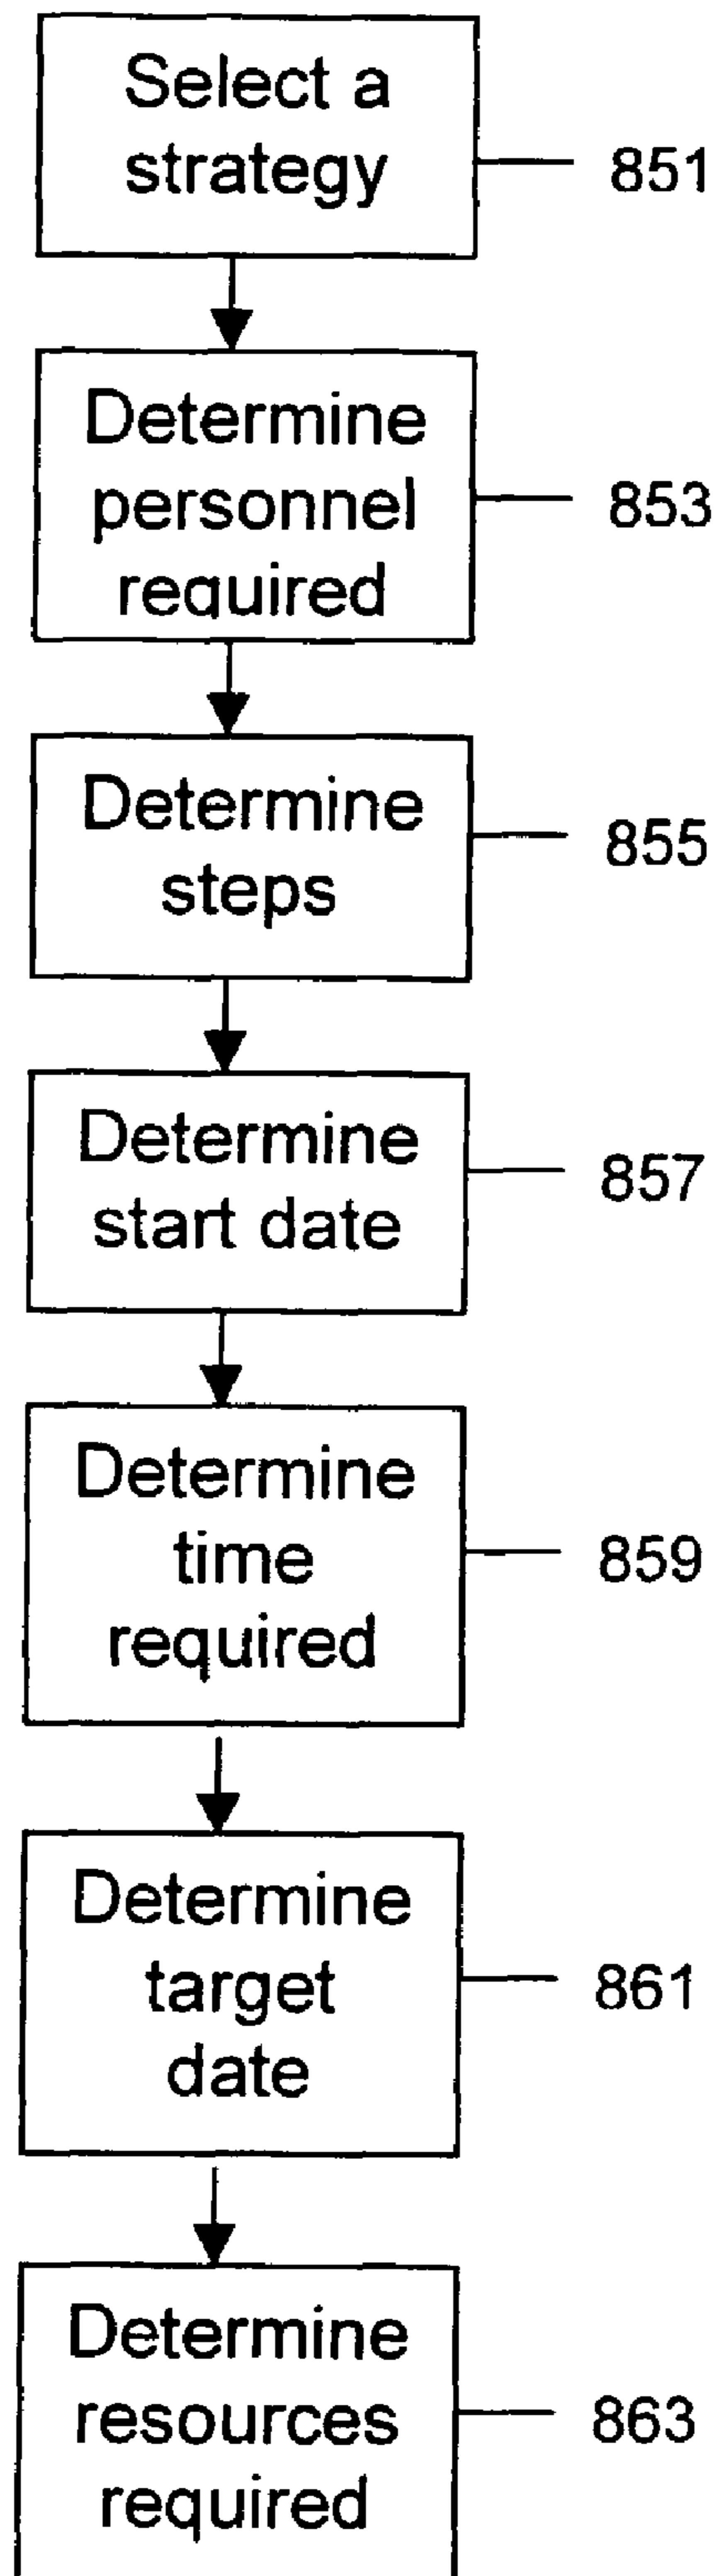 Select a
strategy
851
Determine
personnel
required
853
Determine
steps
855
Determine
start date
857
Determine
time
required
859
Determine
target
date
861
Determine
resources
required
863